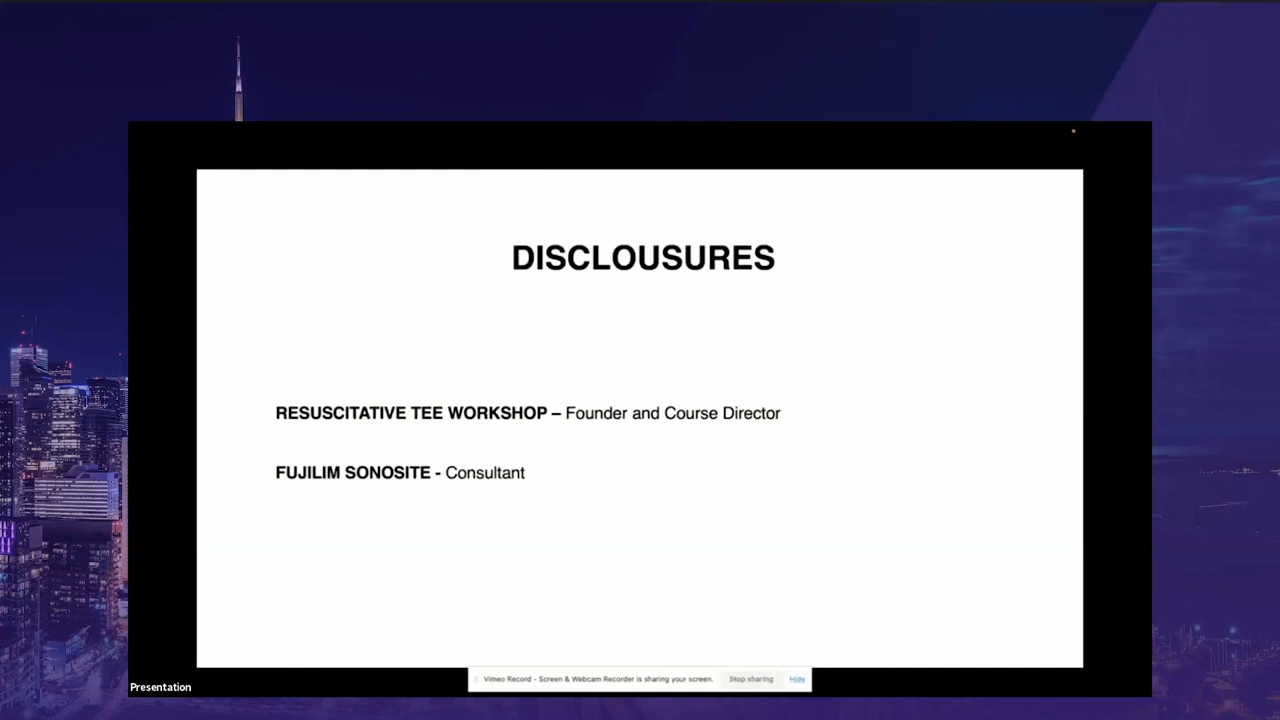 DISCLOUSURES
RESUSCITATIVE TEE WORKSHOP – Founder and Course Director
FUJILIM SONOSITE - Consultant
Vimeo Record - Screen & Webcam Recorder is sharing your screen. Stop sharing Hide
Presentation